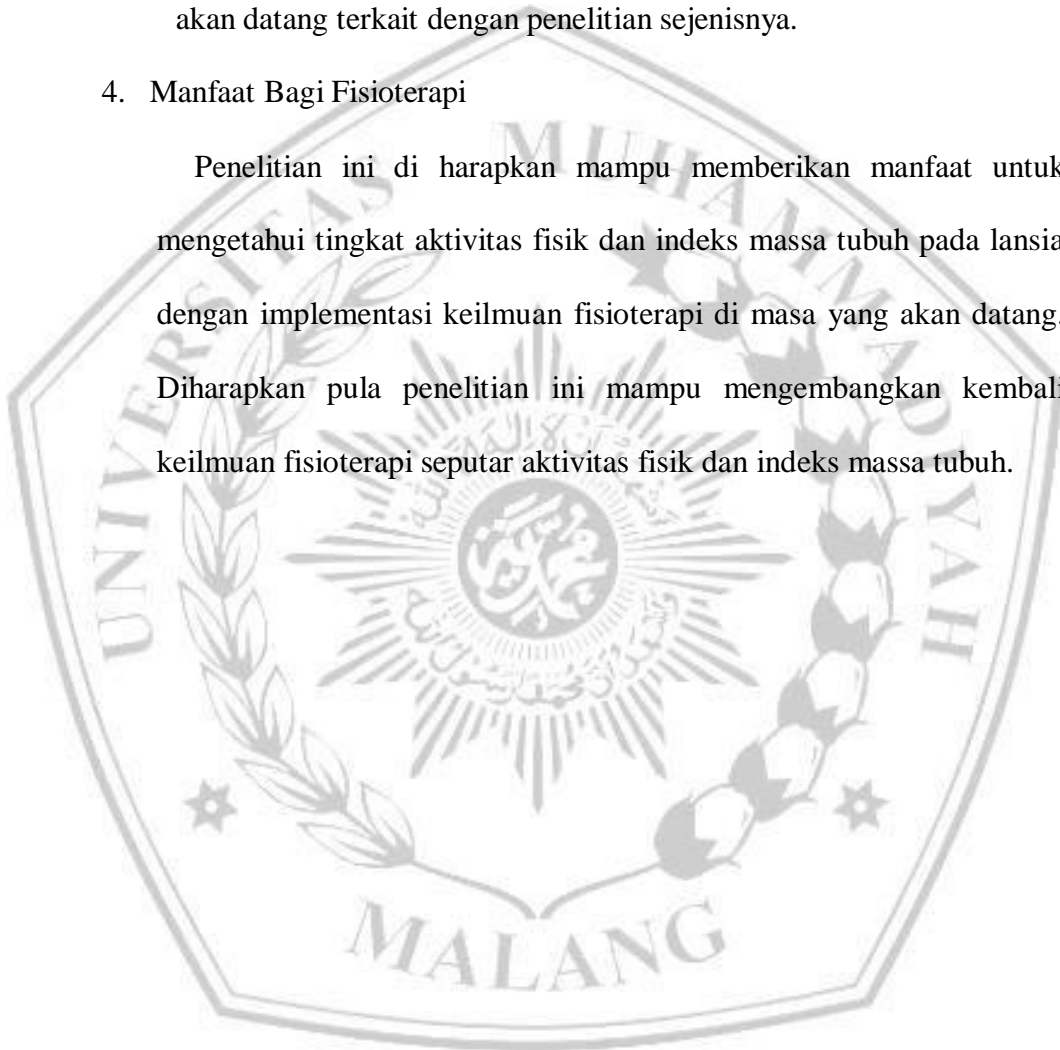 akan datang terkait dengan penelitian sejenisnya.
4. Manfaat Bagi Fisioterapi
Penelitian ini di harapkan mampu memberikan manfaat untuk
mengetahui tingkat aktivitas fisik dan indeks massa tubuh pada lansia
dengan implementasi keilmuan fisioterapi di masa yang akan datang.
Diharapkan pula penelitian ini mampu mengembangkan kembali
keilmuan fisioterapi seputar aktivitas fisik dan indeks massa tubuh.
UNIVERSITAS MUHAMMADIYAH
MALANG